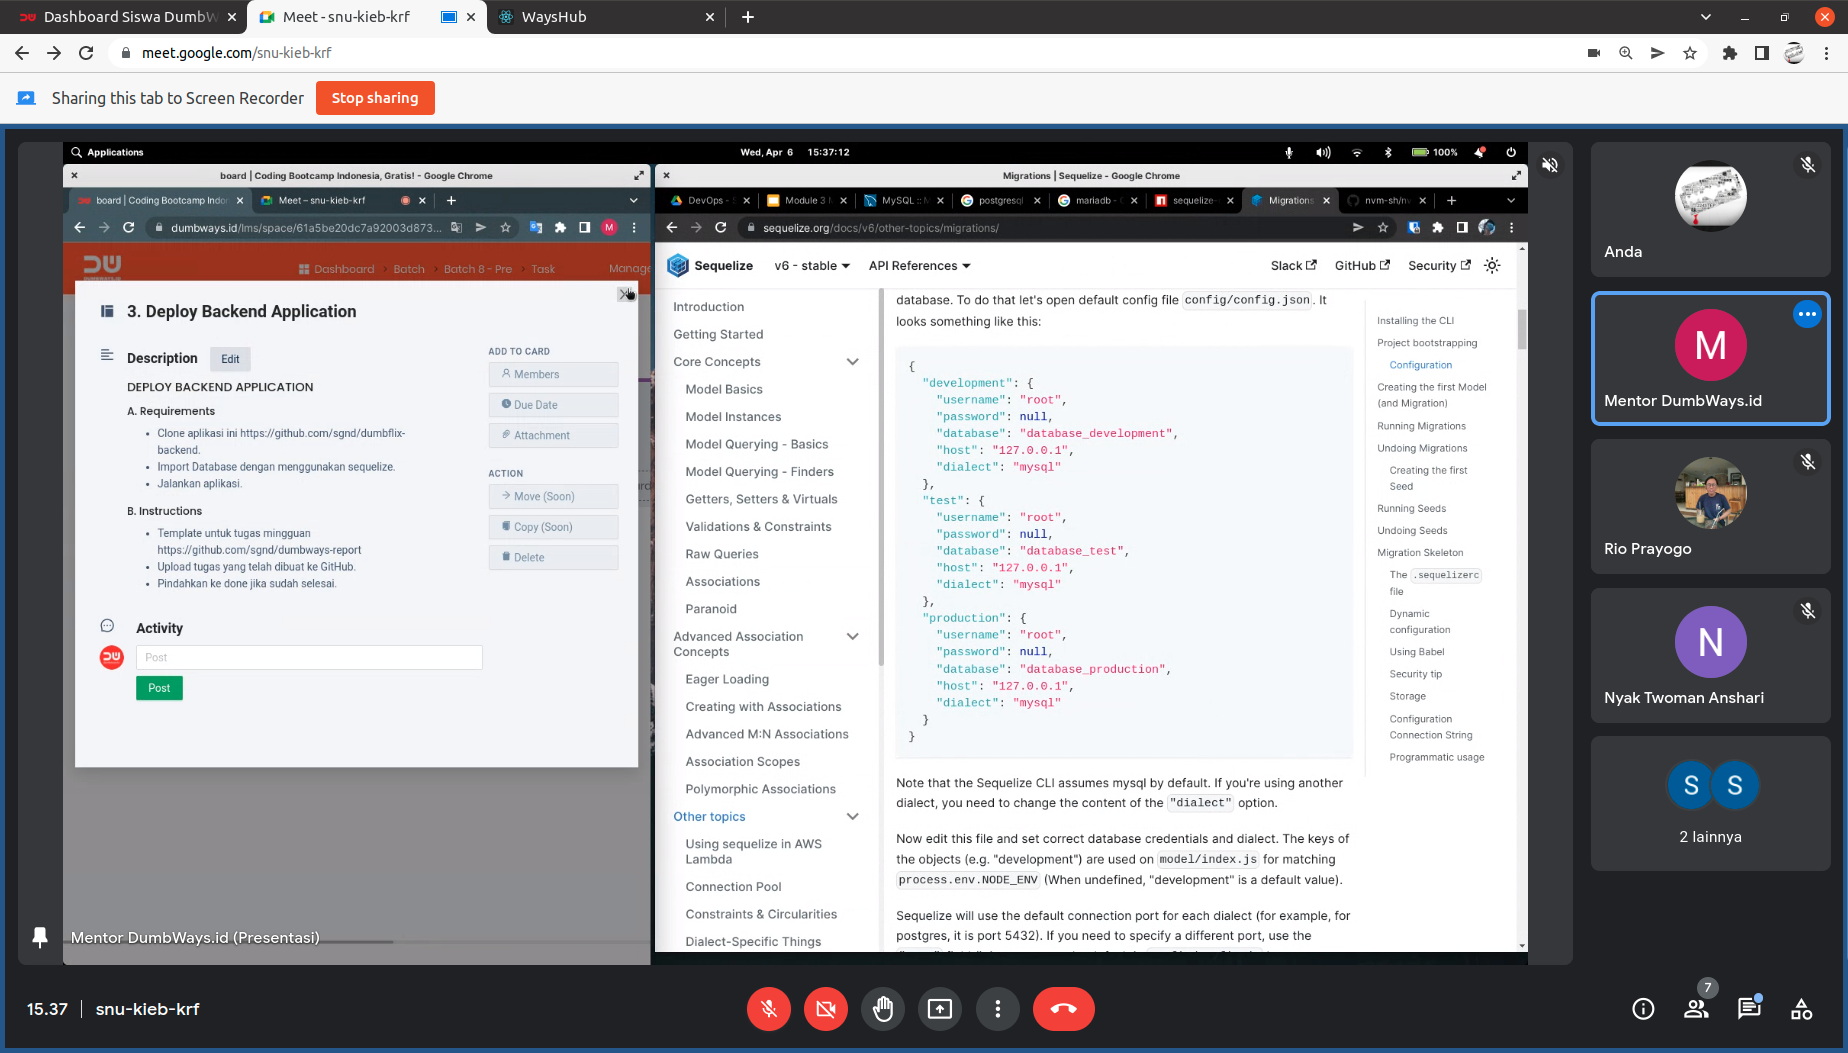 Dashboard Siswa DumbW
Meet - snu-kieb-krf
WaysHub
meet.google.com/snu-kieb-krf
Sharing this tab to Screen Recorder
Stop sharing
Applications
Wed, Apr 6 15:37:12
100%
board | Coding Bootcamp Indonesia, Gratis! - Google Chrome
board | Coding Bootcamp Indor
Meet – snu-kieb-krf
dumbways.id/lms/space/61a5be20dc7a92003d873...
M
Dashboard
Batch
Batch 8 - Pre
Task
Manage
3. Deploy Backend Application
Description
Edit
DEPLOY BACKEND APPLICATION
A. Requirements
• Clone aplikasi ini https://github.com/sgnd/dumbflix-
backend.
• Import Database dengan menggunakan sequelize.
• Jalankan aplikasi.
B. Instructions
• Template untuk tugas mingguan
https://github.com/sgnd/dumbways-report
• Upload tugas yang telah dibuat ke GitHub.
• Pindahkan ke done jika sudah selesai.
ADD TO CARD
Members
Due Date
Attachment
ACTION
Move (Soon)
Copy (Soon)
Delete
Activity
Post
Post
Mentor DumbWays.id (Presentasi)
Migrations | Sequelize - Google Chrome
DevOps -
Module 3
MySQL ::
postgresql
mariadb -
sequelize-
Migrations
nvm-sh/nv
sequelize.org/docs/v6/other-topics/migrations/
Sequelize
v6 - stable
API References
Slack
GitHub
Security
Introduction
Getting Started
Core Concepts
Model Basics
Model Instances
Model Querying - Basics
Model Querying - Finders
Getters, Setters & Virtuals
Validations & Constraints
Raw Queries
Associations
Paranoid
Advanced Association
Concepts
Eager Loading
Creating with Associations
Advanced M:N Associations
Association Scopes
Polymorphic Associations
Other topics
Using sequelize in AWS
Lambda
Connection Pool
Constraints & Circularities
Dialect-Specific Things
database. To do that let's open default config file config/config.json. It
looks something like this:
{
"development": {
"username": "root",
"password": null,
"database": "database_development",
"host": "127.0.0.1",
"dialect": "mysql"
},
"test": {
"username": "root",
"password": null,
"database": "database_test",
"host": "127.0.0.1",
"dialect": "mysql"
},
"production": {
"username": "root",
"password": null,
"database": "database_production",
"host": "127.0.0.1",
"dialect": "mysql"
}
}
Note that the Sequelize CLI assumes mysql by default. If you're using another
dialect, you need to change the content of the "dialect" option.
Now edit this file and set correct database credentials and dialect. The keys of
the objects (e.g. "development") are used on model/index.js for matching
process.env.NODE_ENV (When undefined, "development" is a default value).
Sequelize will use the default connection port for each dialect (for example, for
postgres, it is port 5432). If you need to specify a different port, use the
Installing the CLI
Project bootstrapping
Configuration
Creating the first Model
(and Migration)
Running Migrations
Undoing Migrations
Creating the first
Seed
Running Seeds
Undoing Seeds
Migration Skeleton
The .sequelizerc
file
Dynamic
configuration
Using Babel
Security tip
Storage
Configuration
Connection String
Programmatic usage
Anda
M
Mentor DumbWays.id
Rio Prayogo
N
Nyak Twoman Anshari
S
S
2 lainnya
15.37
snu-kieb-krf
7